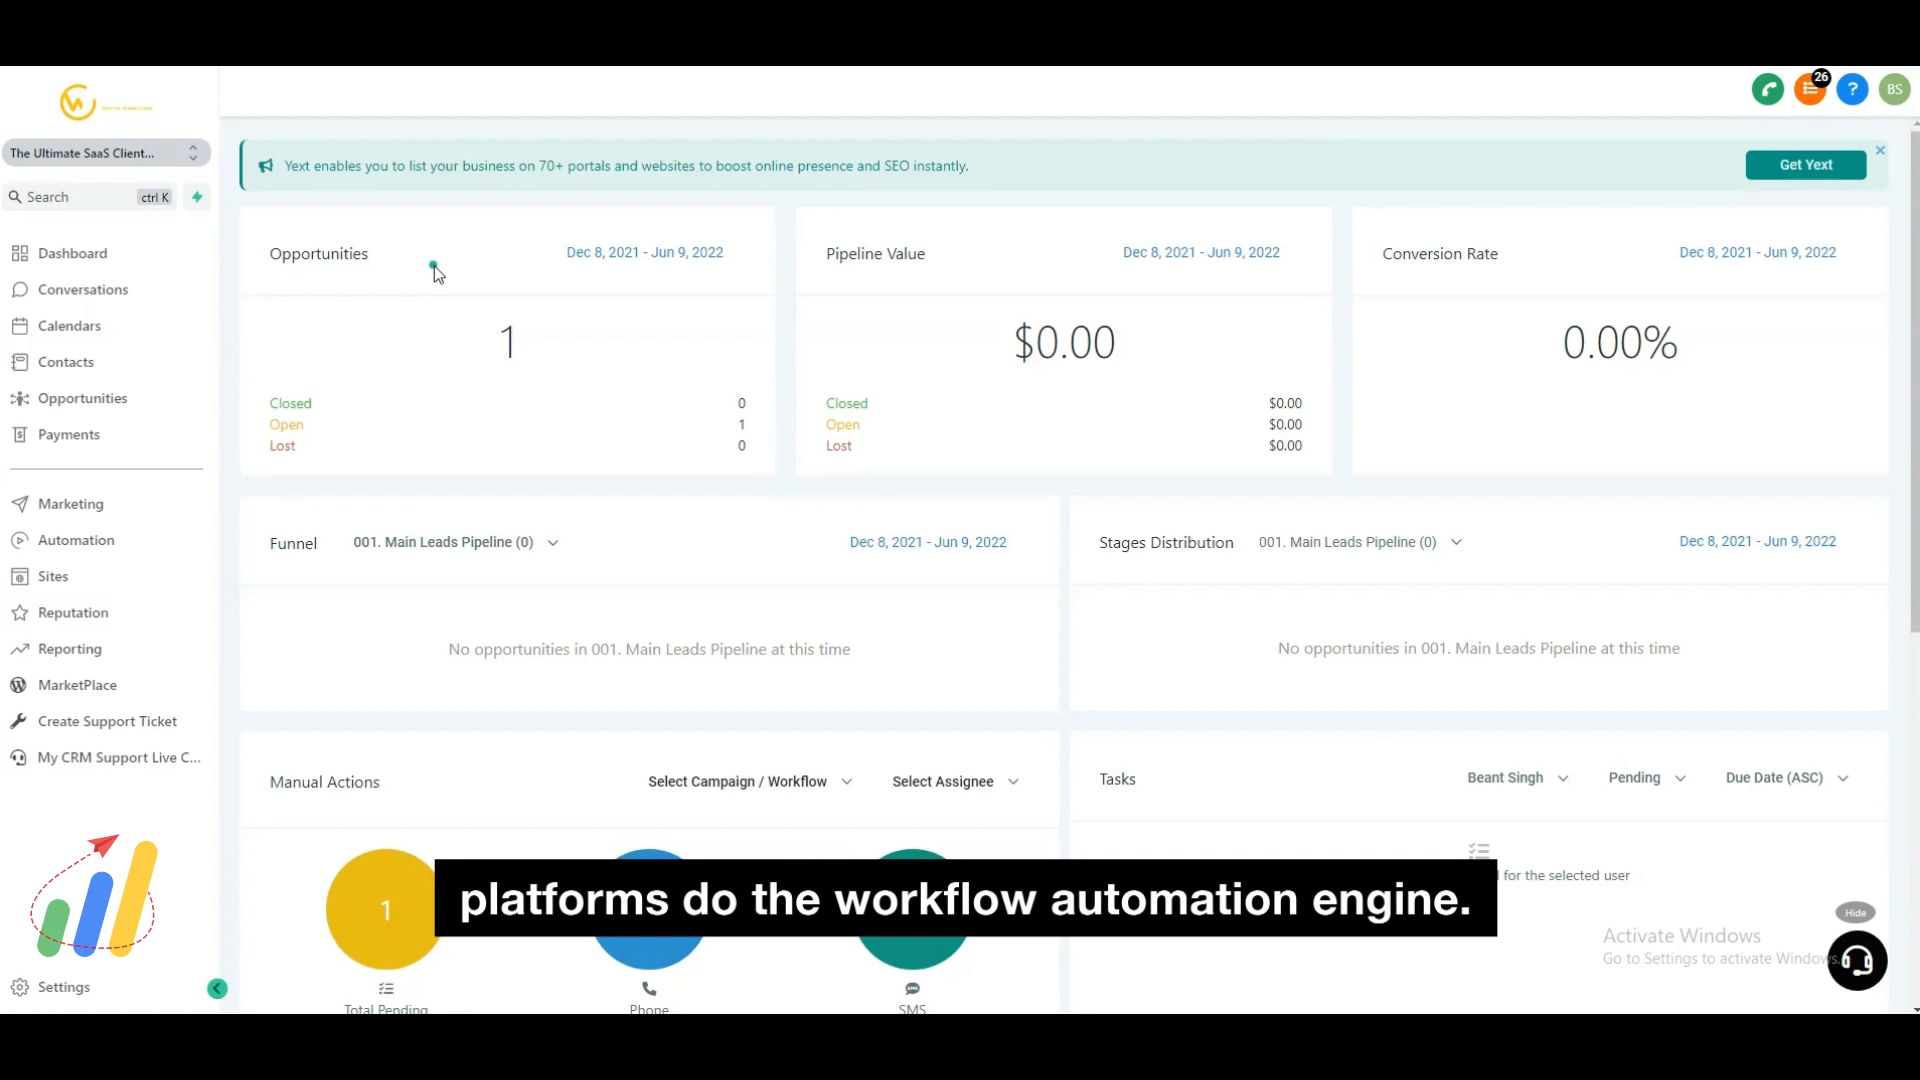 26
?
BS
The Ultimate SaaS Client...
Search
ctrl K
Dashboard
Conversations
Calendars
Contacts
Opportunities
Payments
Marketing
Automation
Sites
Reputation
Reporting
MarketPlace
Create Support Ticket
My CRM Support Live C...
Settings
Yext enables you to list your business on 70+ portals and websites to boost online presence and SEO instantly.
Get Yext
Opportunities
Dec 8, 2021 - Jun 9, 2022
1
Closed 0
Open 1
Lost 0
Pipeline Value
Dec 8, 2021 - Jun 9, 2022
$0.00
Closed $0.00
Open $0.00
Lost $0.00
Conversion Rate
Dec 8, 2021 - Jun 9, 2022
0.00%
Funnel
001. Main Leads Pipeline (0)
Dec 8, 2021 - Jun 9, 2022
No opportunities in 001. Main Leads Pipeline at this time
Stages Distribution
001. Main Leads Pipeline (0)
Dec 8, 2021 - Jun 9, 2022
No opportunities in 001. Main Leads Pipeline at this time
Manual Actions
Select Campaign / Workflow
Select Assignee
1
Total Pending
Phone
SMS
Tasks
Beant Singh
Pending
Due Date (ASC)
for the selected user
platforms do the workflow automation engine.
Hide
Activate Windows
Go to Settings to activate Windows.